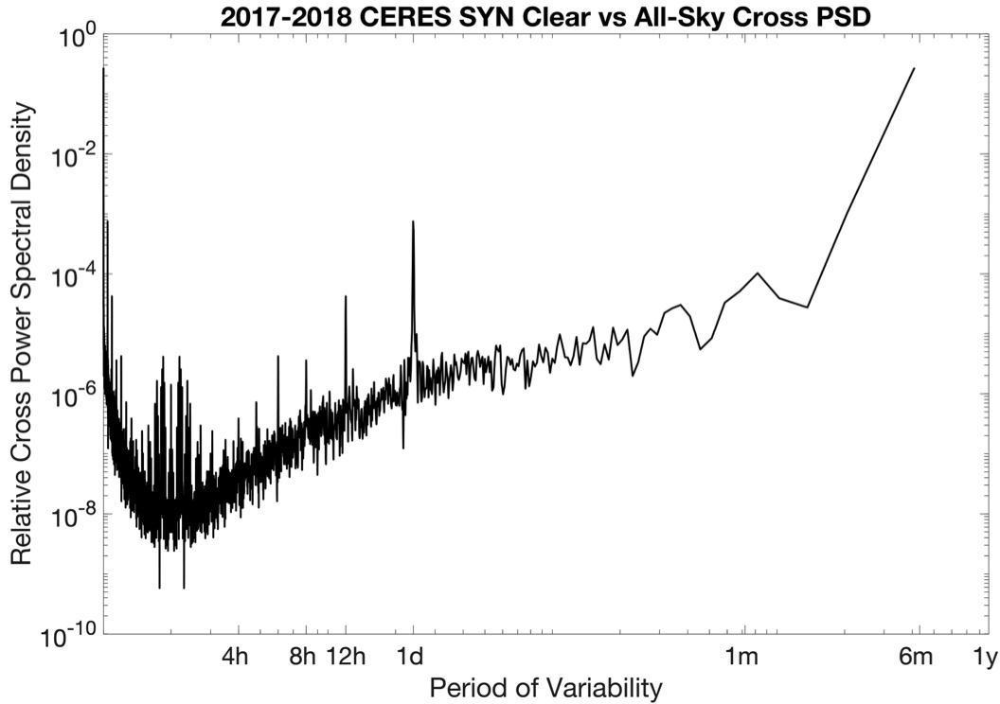 2017-2018 CERES SYN Clear vs All-Sky Cross PSD
10^0
10^-2
10^-4
10^-6
10^-8
10^-10
Relative Cross Power Spectral Density
4h 8h 12h 1d 1m 6m 1y
Period of Variability